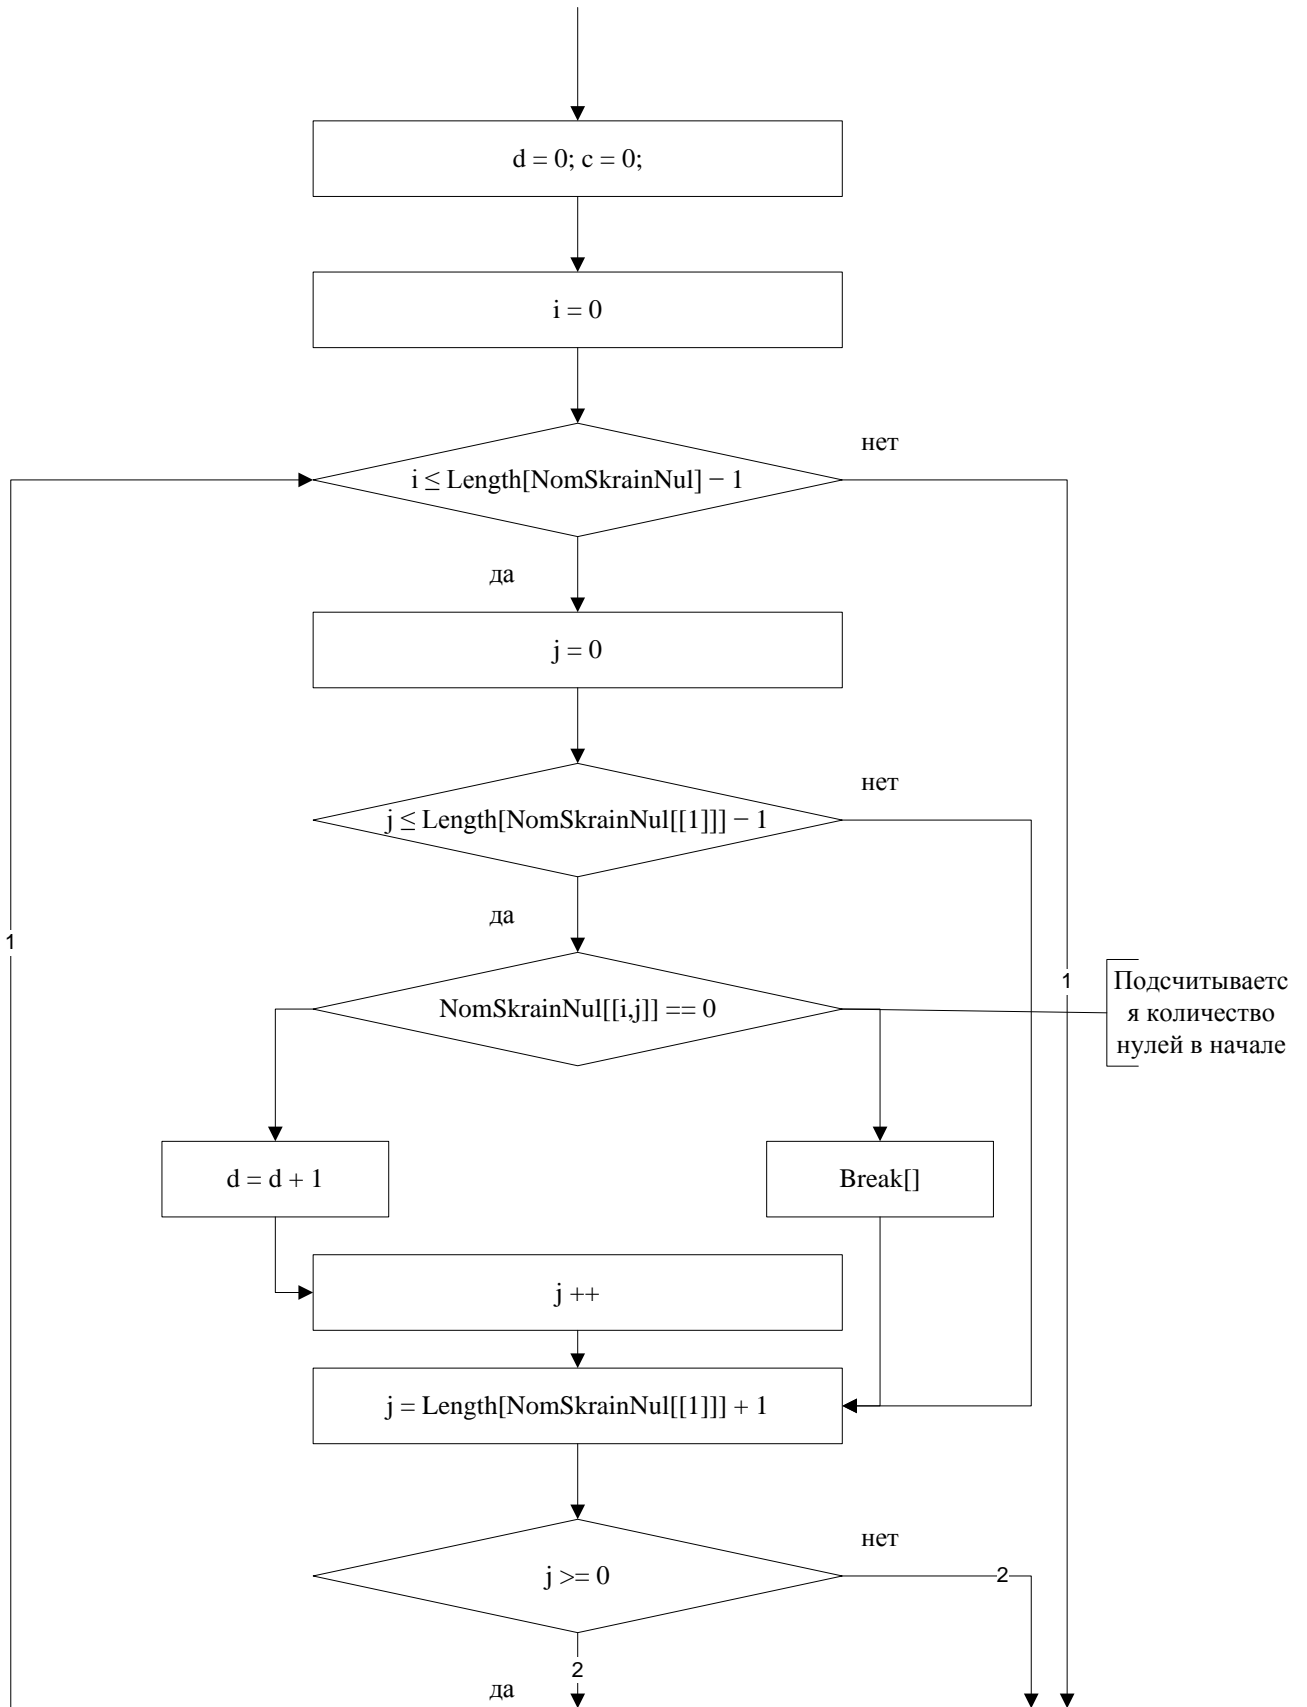 d = 0; c = 0;
i = 0
нет
i ≤ Length[NomSkrainNul] − 1
да
j = 0
нет
j ≤ Length[NomSkrainNul[[1]]] − 1
да
1
1
Подсчитываетс
я количество
нулей в начале
NomSkrainNul[[i,j]] == 0
d = d + 1
Break[]
j ++
j = Length[NomSkrainNul[[1]]] + 1
нет
j >= 0
2
2
да